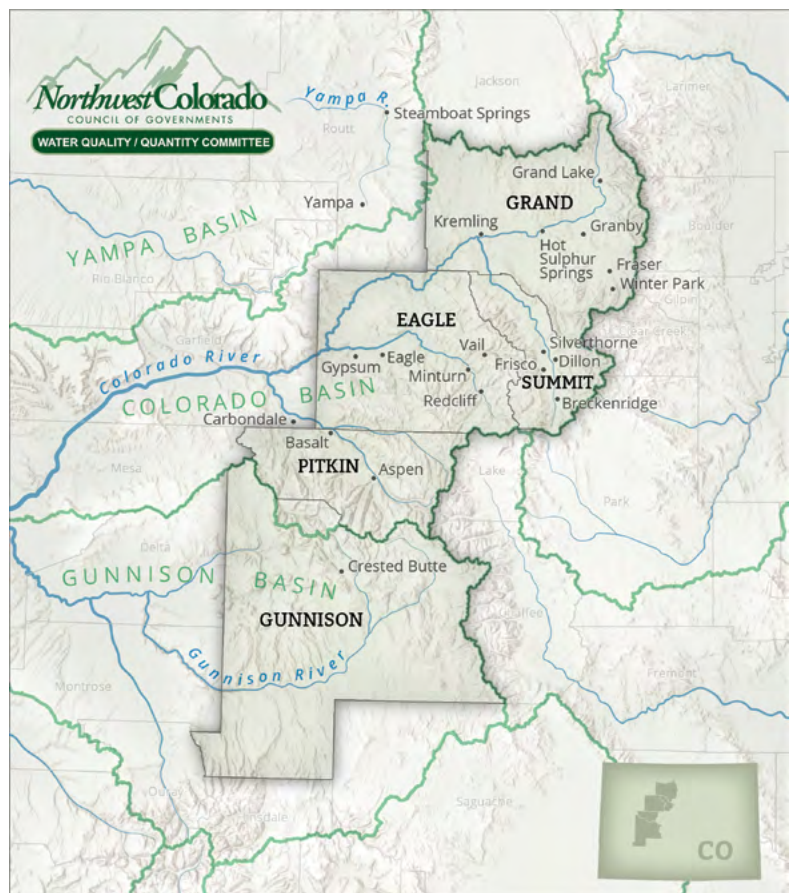 Northwest Colorado
COUNCIL OF GOVERNMENTS
WATER QUALITY / QUANTITY COMMITTEE
Jackson
Larimer
Yampa R.
Steamboat Springs
Routt
Grand Lake
Yampa
GRAND
Kremling
Granby
Boulder
YAMPA BASIN
Hot
Sulphur
Springs
Fraser
Winter Park
Rio Blanco
Gilpin
EAGLE
Garfield
Clear Creek
Silverthorne
Vail
Colorado River
Gypsum
Eagle
Dillon
Frisco
Minturn
SUMMIT
COLORADO BASIN
Redcliff
Breckenridge
Carbondale
Basalt
PITKIN
Aspen
Mesa
Lake
Park
Delta
GUNNISON BASIN
Crested Butte
GUNNISON
Gunnison River
Fremont
Montrose
Ouray
Saguache
CO